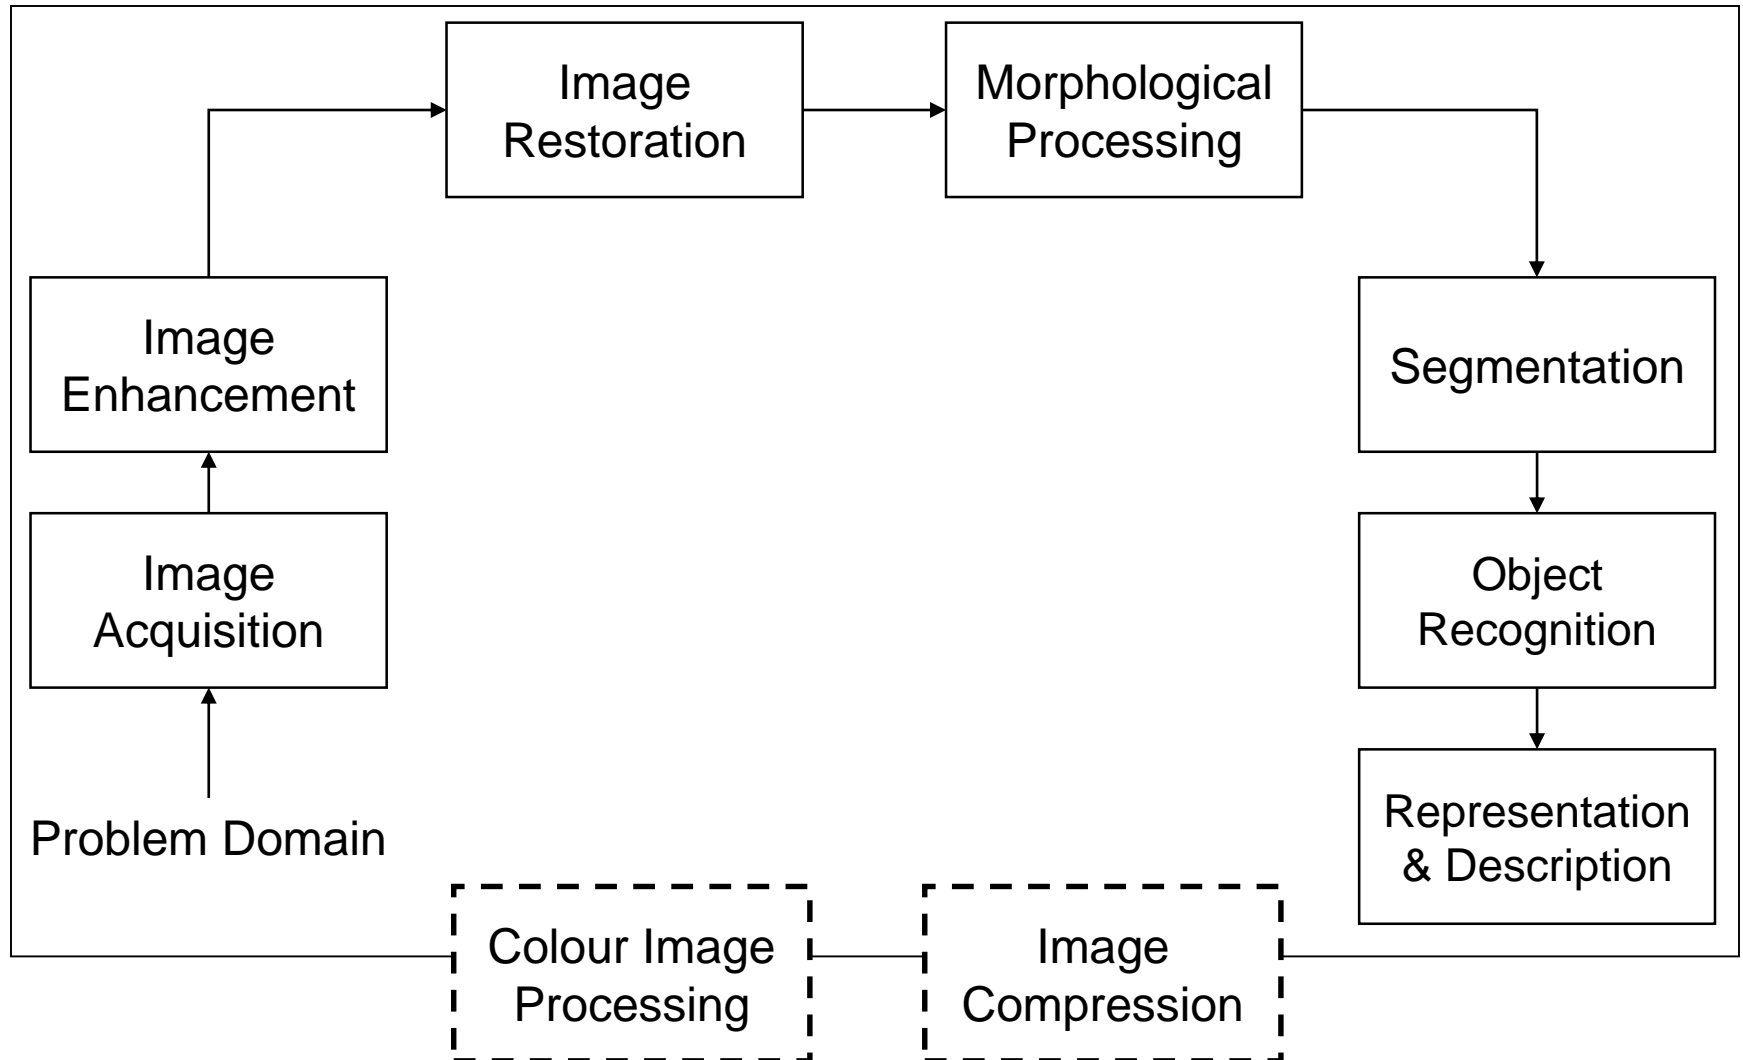 Image
Restoration
Morphological
Processing
Image
Enhancement
Segmentation
Image
Acquisition
Object
Recognition
Problem Domain
Representation
& Description
Colour Image
Processing
Image
Compression